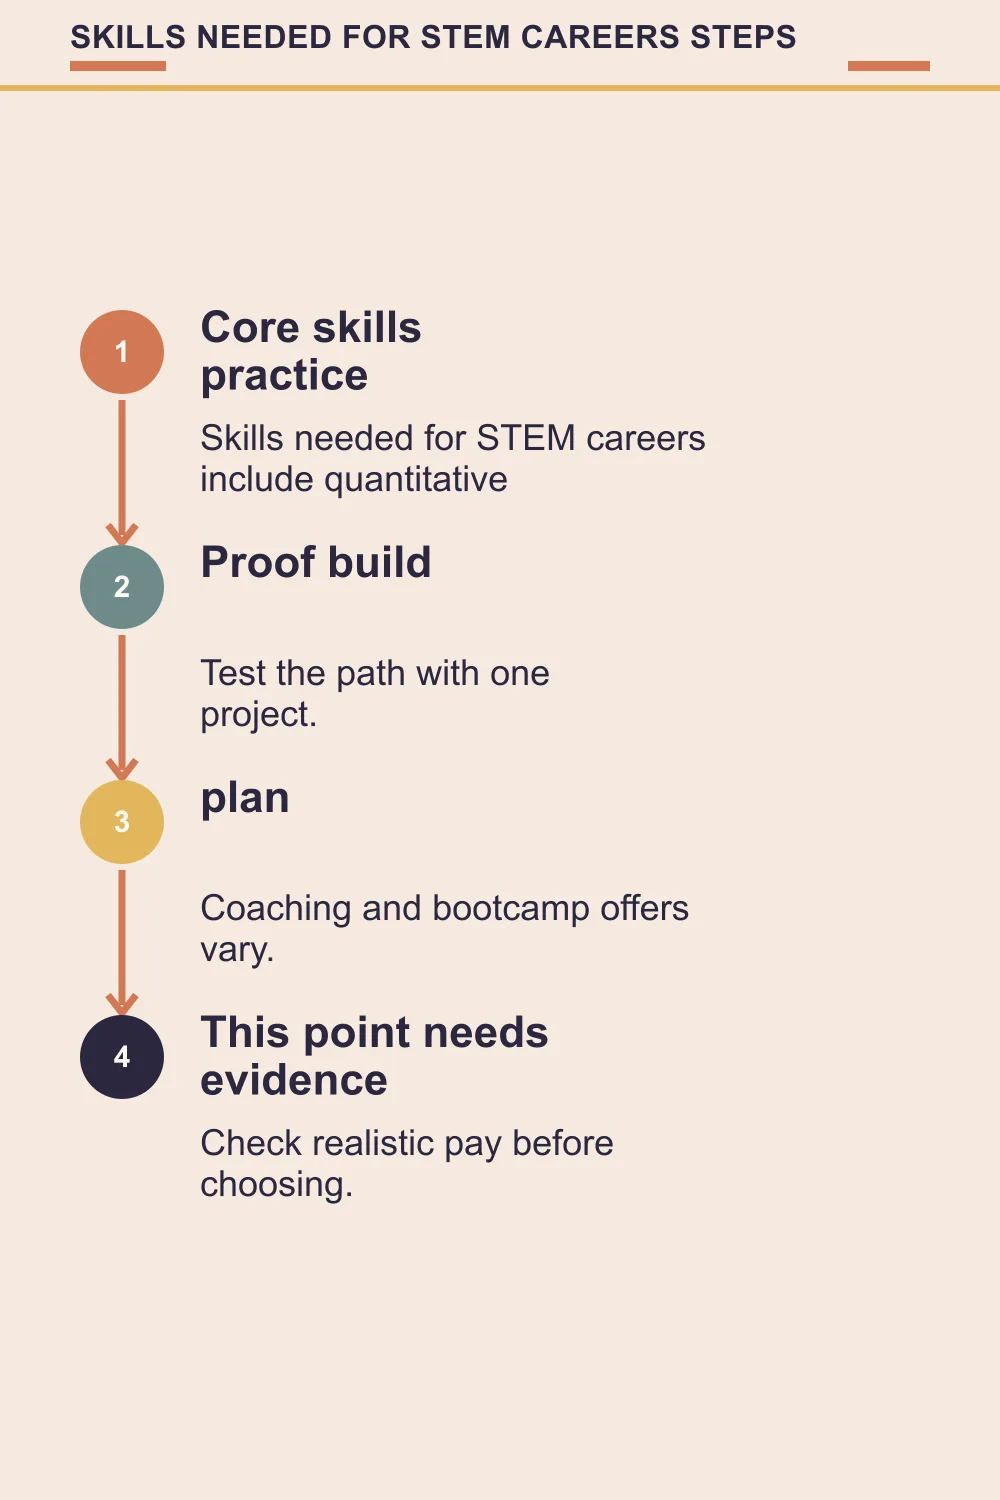 SKILLS NEEDED FOR STEM CAREERS STEPS
1
Core skills
practice
Skills needed for STEM careers
include quantitative
2
Proof build
Test the path with one
project.
3
plan
Coaching and bootcamp offers
vary.
4
This point needs
evidence
Check realistic pay before
choosing.